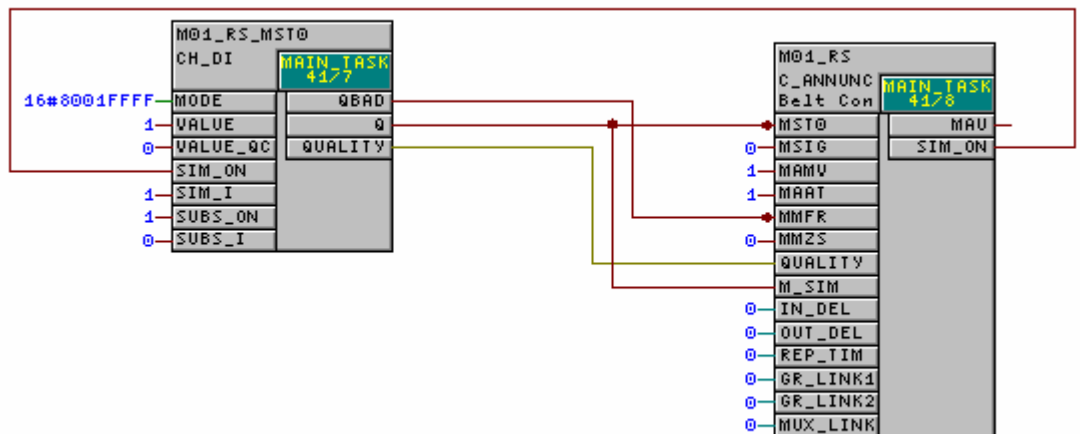 M01_RS_MST0
CH_DI
MAIN_TASK
41/7
16#8001FFFF MODE QBAD
1 VALUE Q
0 VALUE_QC QUALITY
SIM_ON
1 SIM_I
1 SUBS_ON
0 SUBS_I
M01_RS
C_ANNUNC
Belt Con
MAIN_TASK
41/8
MST0 MAV
0 MSIG SIM_ON
1 MAMV
1 MAAT
MMFR
0 MMZS
QUALITY
M_SIM
0 IN_DEL
0 OUT_DEL
0 REP_TIM
0 GR_LINK1
0 GR_LINK2
0 MUX_LINK